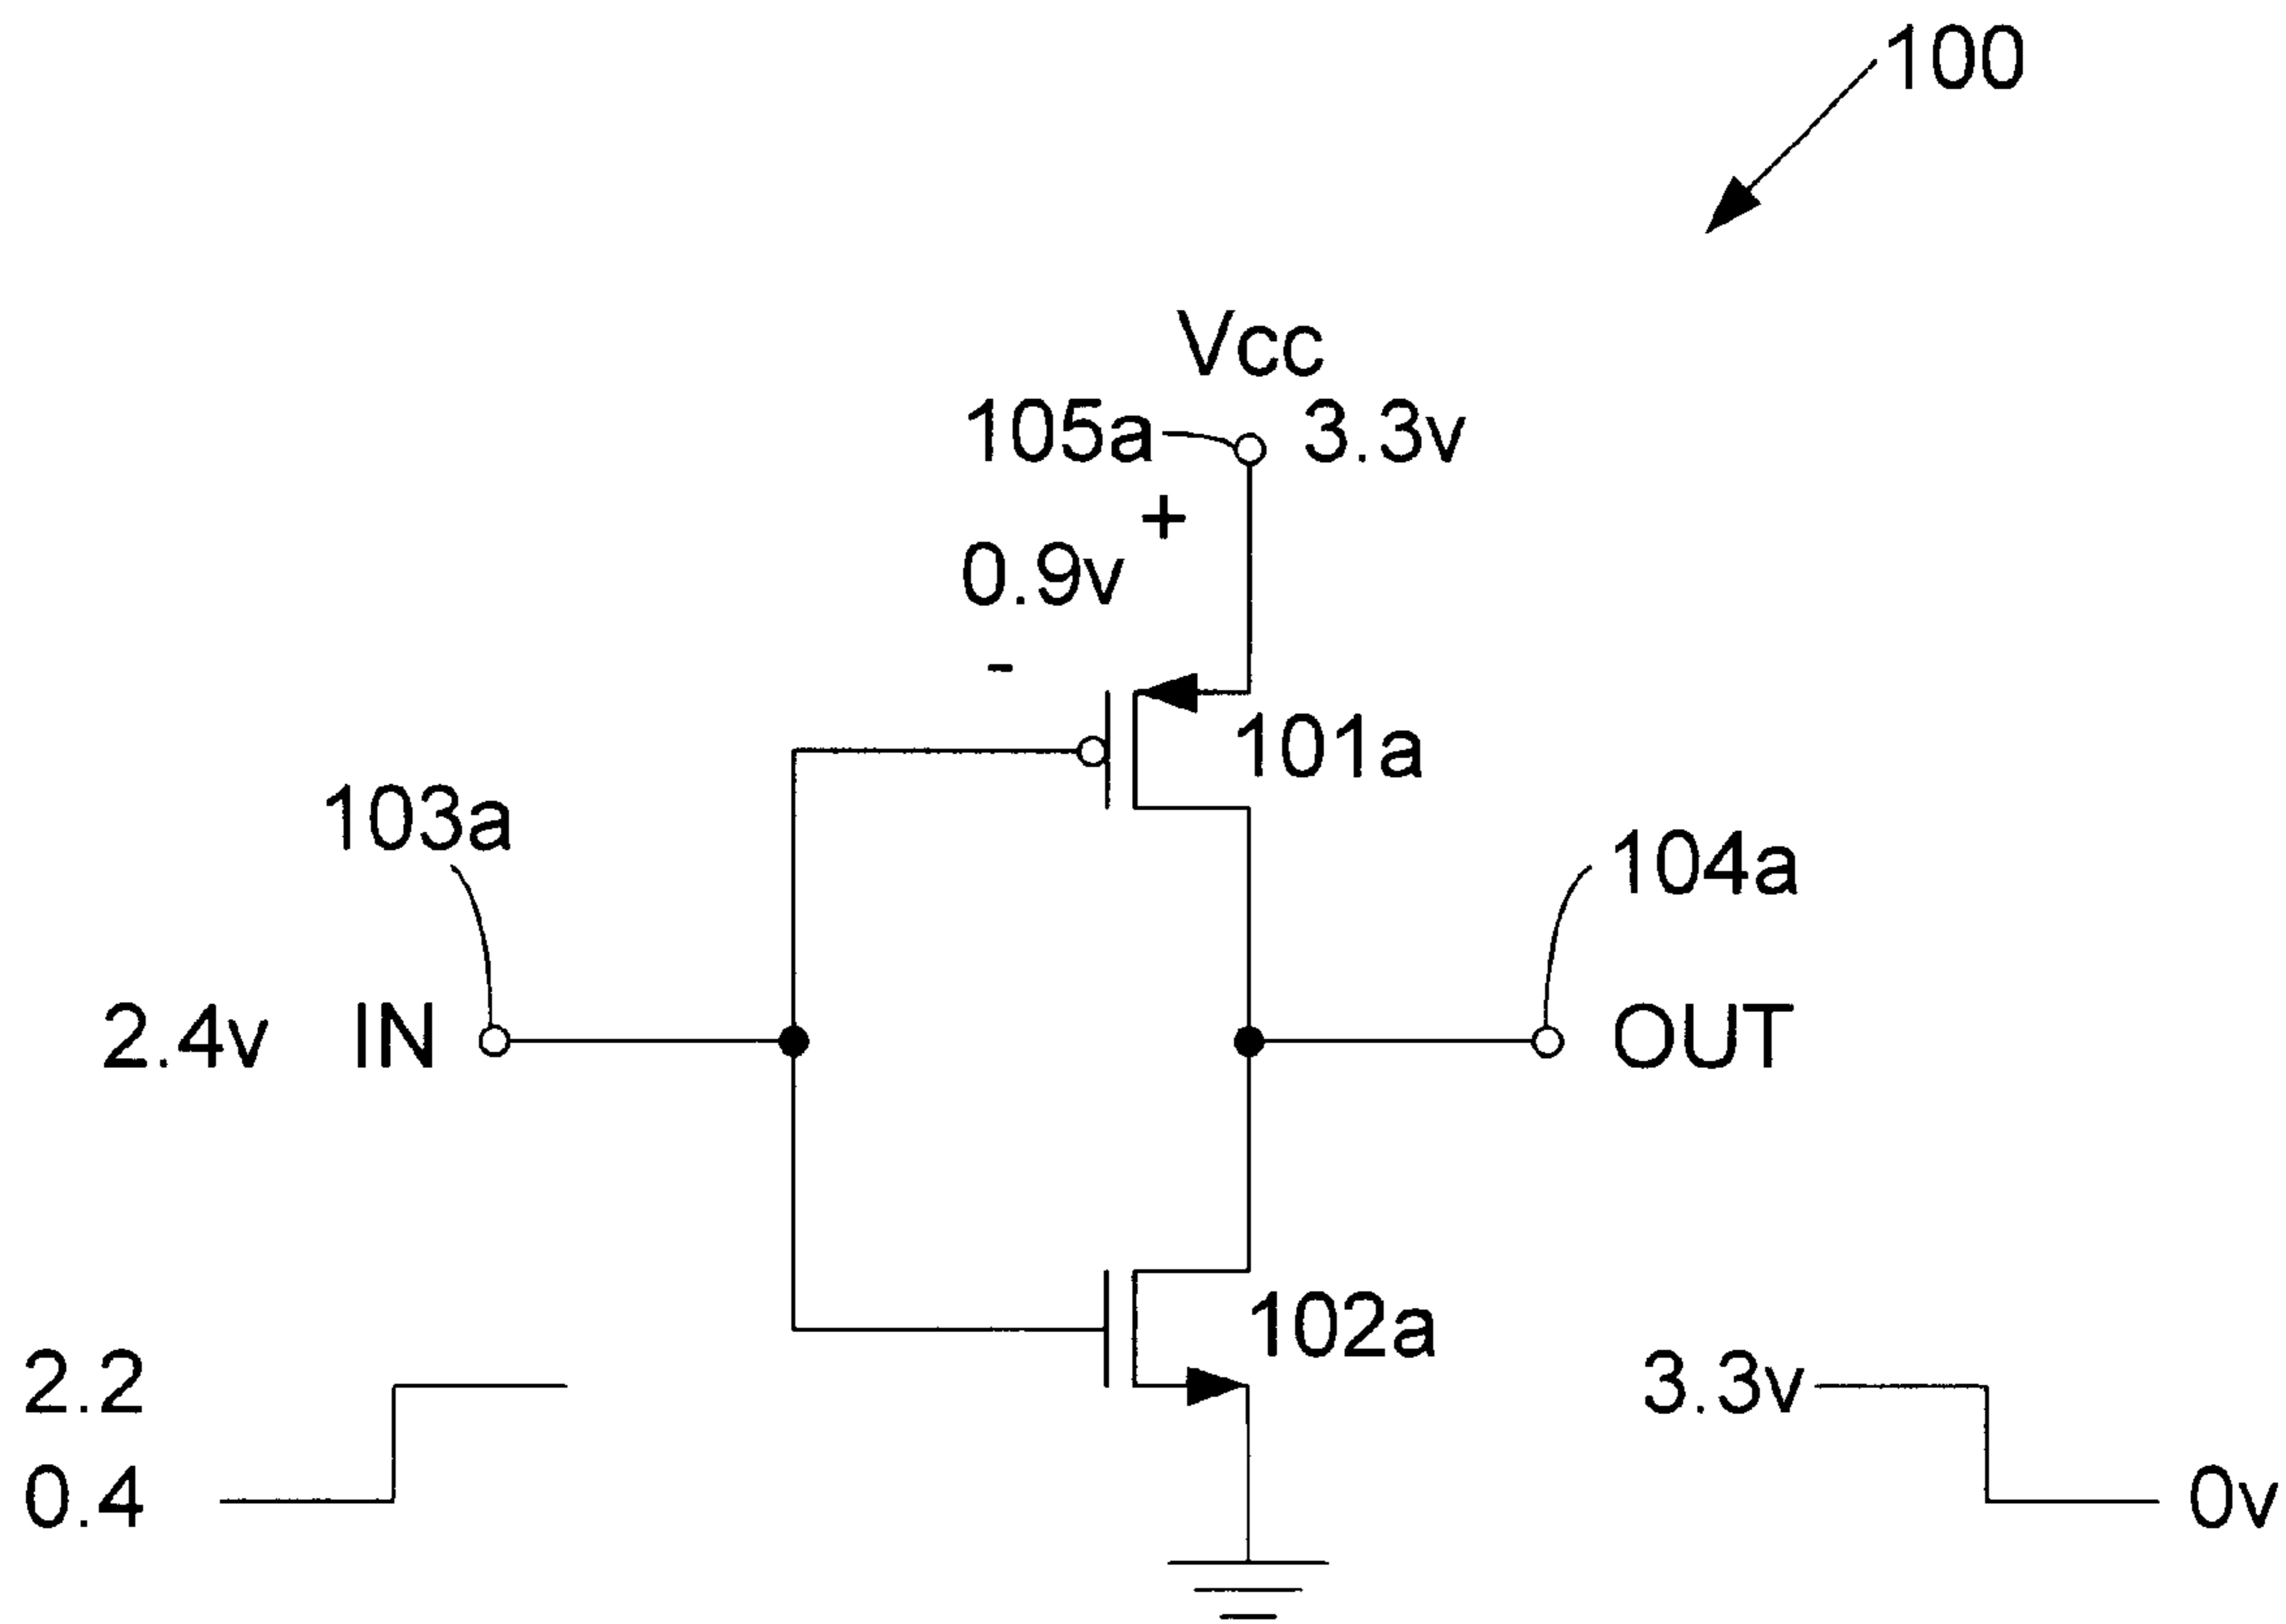 100
Vcc
105a 3.3v
+
0.9v
-
101a
103a
104a
2.4v IN
OUT
102a
2.2
3.3v
0.4
0v